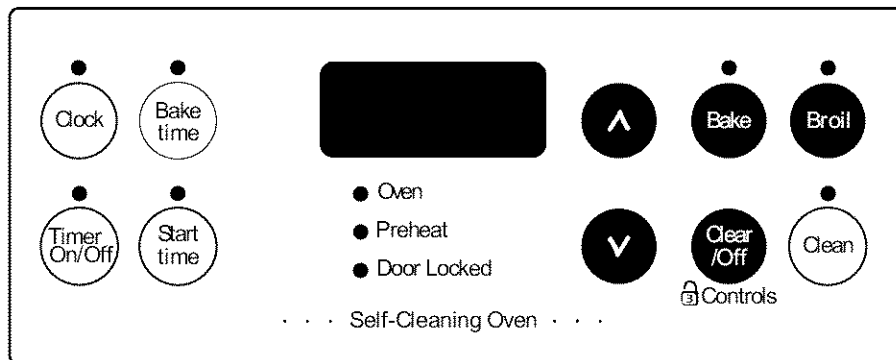 Clock
Bake
time
Bake
Broil
Timer
On/Off
Start
time
Oven
Preheat
Door Locked
Clear
/Off
Clean
3 Controls
· · · Self-Cleaning Oven · · ·